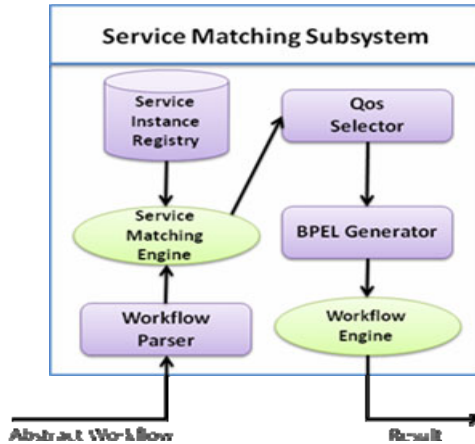 Service Matching Subsystem
Service
Instance
Registry
Qos
Selector
Service
Matching
Engine
BPEL Generator
Workflow
Parser
Workflow
Engine
Abstract Workflow
Result